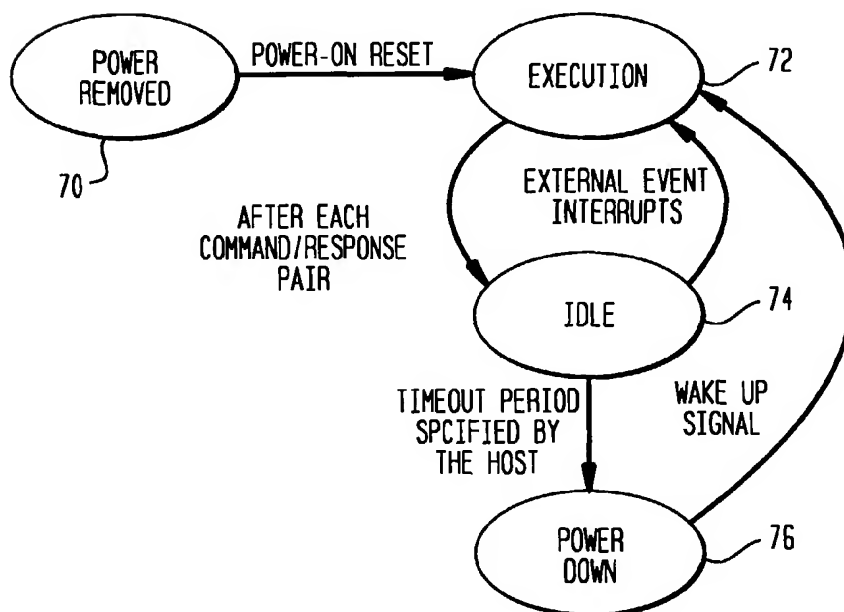 POWER
REMOVED
70
POWER-ON RESET
EXECUTION
72
AFTER EACH
COMMAND/RESPONSE
PAIR
EXTERNAL EVENT
INTERRUPTS
IDLE
74
TIMEOUT PERIOD
SPCIFIED BY
THE HOST
WAKE UP
SIGNAL
POWER
DOWN
76